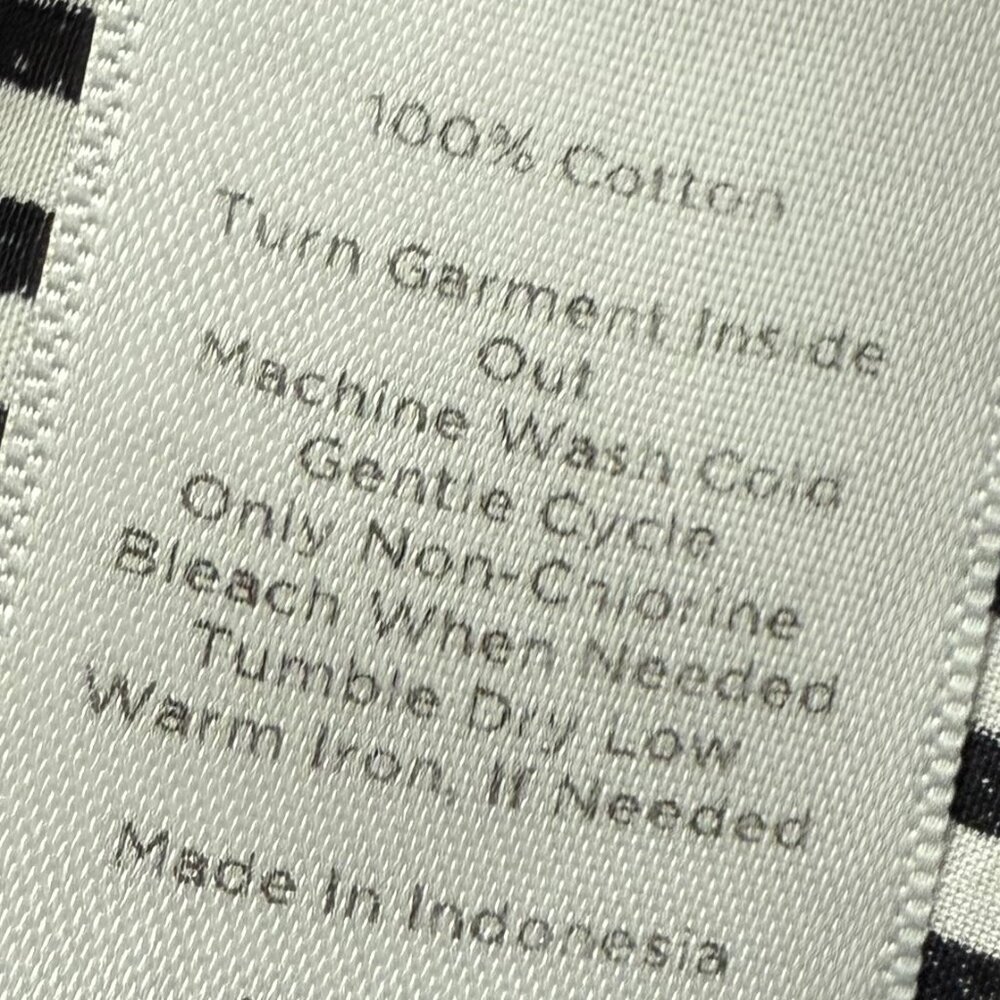 100% Cotton
Turn Garment Inside
Out
Machine Wash Cold
Gentle Cycle
Only Non-Chlorine
Bleach When Needed
Tumble Dry Low
Warm Iron, If Needed
Made In Indonesia